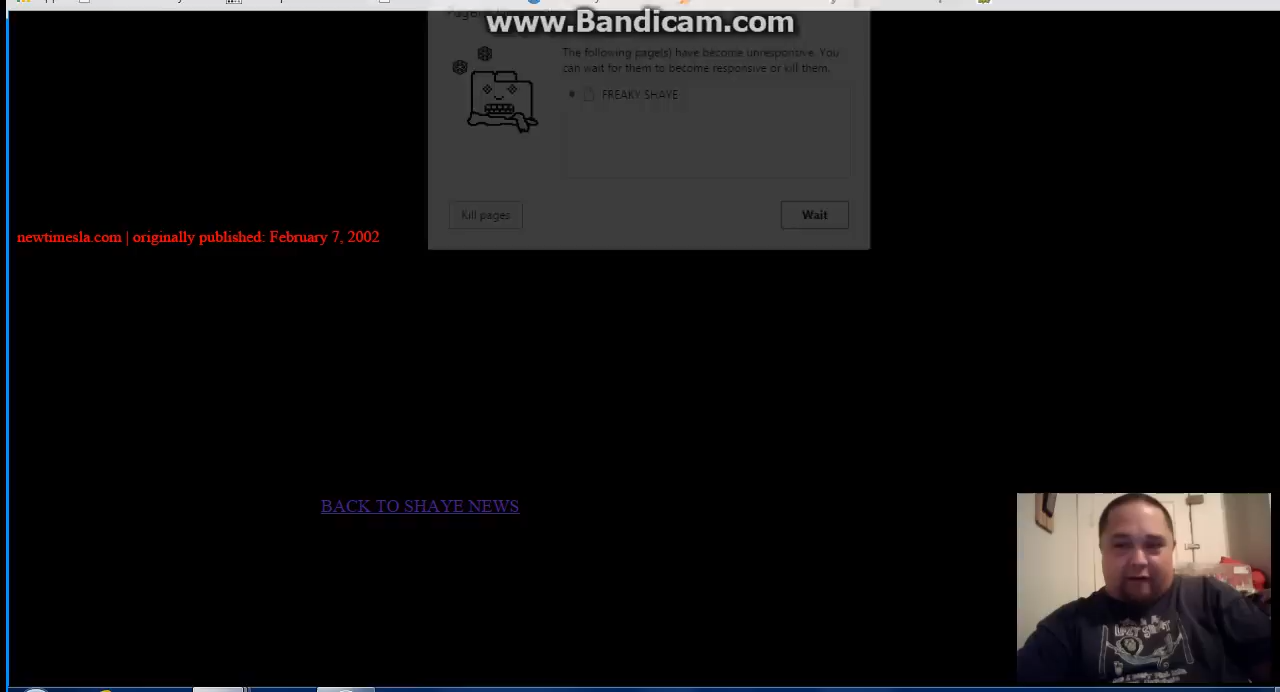 www.Bandicam.com
The following page(s) have become unresponsive. You
can wait for them to become responsive or kill them.
FREAKY SHAYE
Kill pages
Wait
newtimesla.com | originally published: February 7, 2002
BACK TO SHAYE NEWS